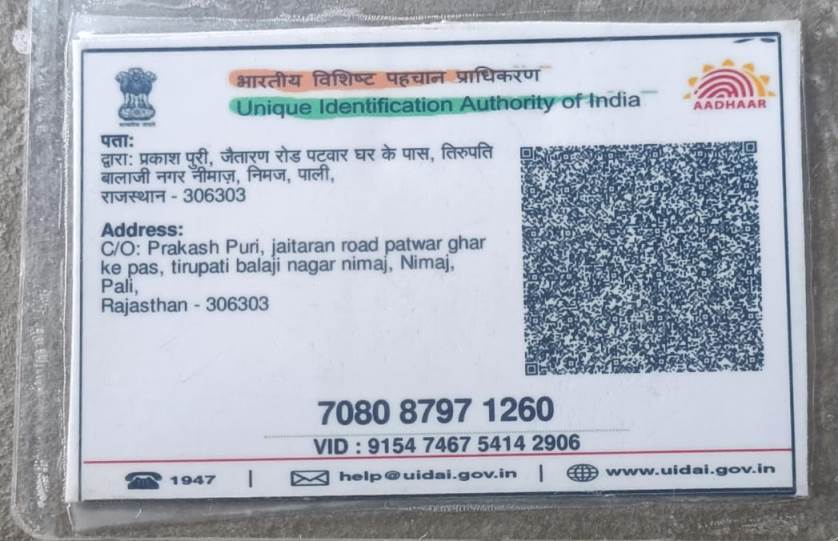 भारतीय विशिष्ट पहचान प्राधिकरण
Unique Identification Authority of India
AADHAAR
पता:
द्वारा: प्रकाश पुरी, जैतारण रोड पटवार घर के पास, तिरुपति
बालाजी नगर नीमाज़, निमज, पाली,
राजस्थान - 306303
Address:
C/O: Prakash Puri, jaitaran road patwar ghar
ke pas, tirupati balaji nagar nimaj, Nimaj,
Pali,
Rajasthan - 306303
7080 8797 1260
VID : 9154 7467 5414 2906
1947 | help@uidai.gov.in | www.uidai.gov.in